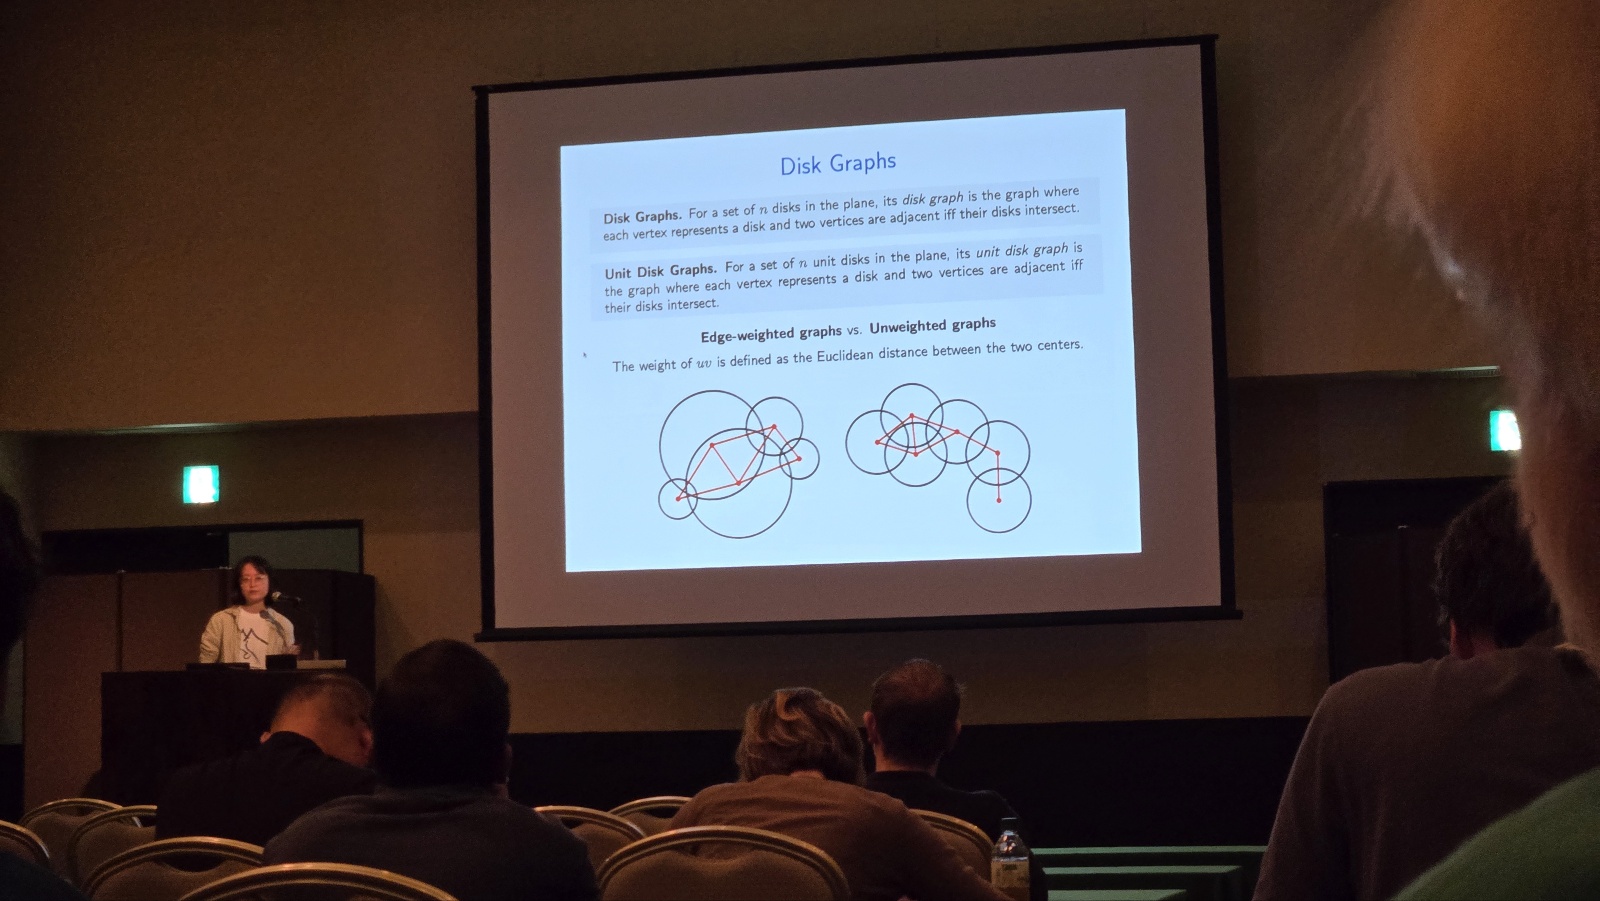 Disk Graphs
Disk Graphs. For a set of n disks in the plane, its disk graph is the graph where
each vertex represents a disk and two vertices are adjacent iff their disks intersect.
Unit Disk Graphs. For a set of n unit disks in the plane, its unit disk graph is
the graph where each vertex represents a disk and two vertices are adjacent iff
their disks intersect.
Edge-weighted graphs vs. Unweighted graphs
The weight of uv is defined as the Euclidean distance between the two centers.